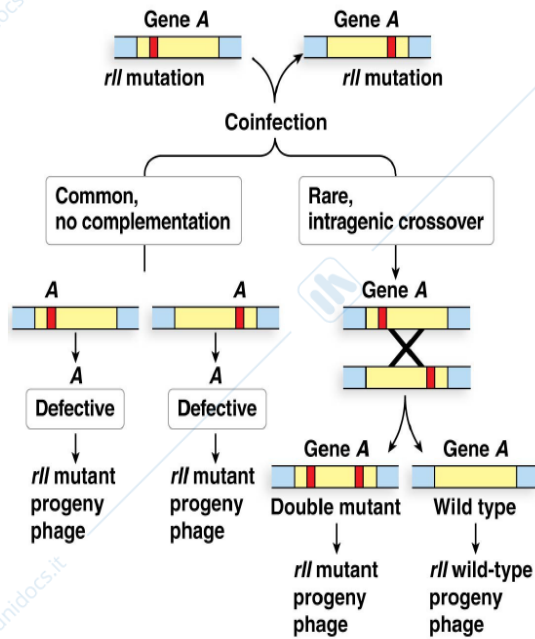 Gene A
Gene A
rII mutation
rII mutation
Coinfection
Common,
no complementation
Rare,
intragenic crossover
A
A
Gene A
A
A
Defective
Defective
rII mutant
progeny
phage
rII mutant
progeny
phage
Gene A
Gene A
Double mutant
Wild type
rII mutant
progeny
phage
rII wild-type
progeny
phage